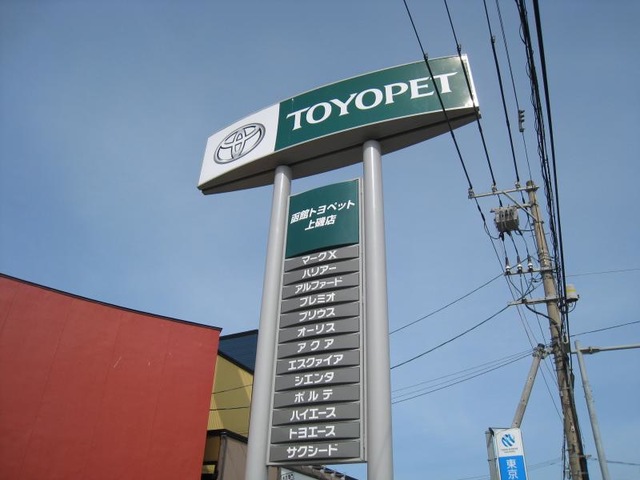 TOYOPET
函館トヨペット
上磯店
マークX
ハリアー
アルファード
プレミオ
プリウス
オーリス
アクア
エスクァイア
シエンタ
ポルテ
ハイエース
トヨエース
サクシード
東京